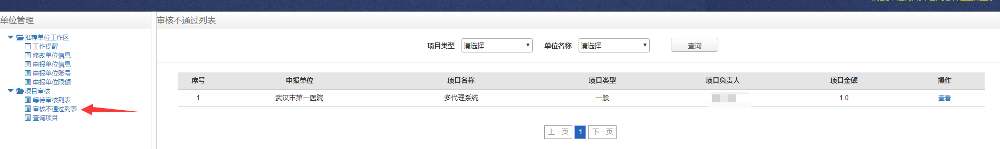 单位管理
推荐单位工作区
工作提醒
修改单位信息
申报单位信息
申报单位账号
申报单位限额
项目审核
等待审核列表
审核不通过列表
查询项目
审核不通过列表
项目类型 请选择 单位名称 请选择 查询
序号 申报单位 项目名称 项目类型 项目负责人 项目金额 操作
1 武汉市第一医院 多代理系统 一般 1.0 查看
上一页 1 下一页